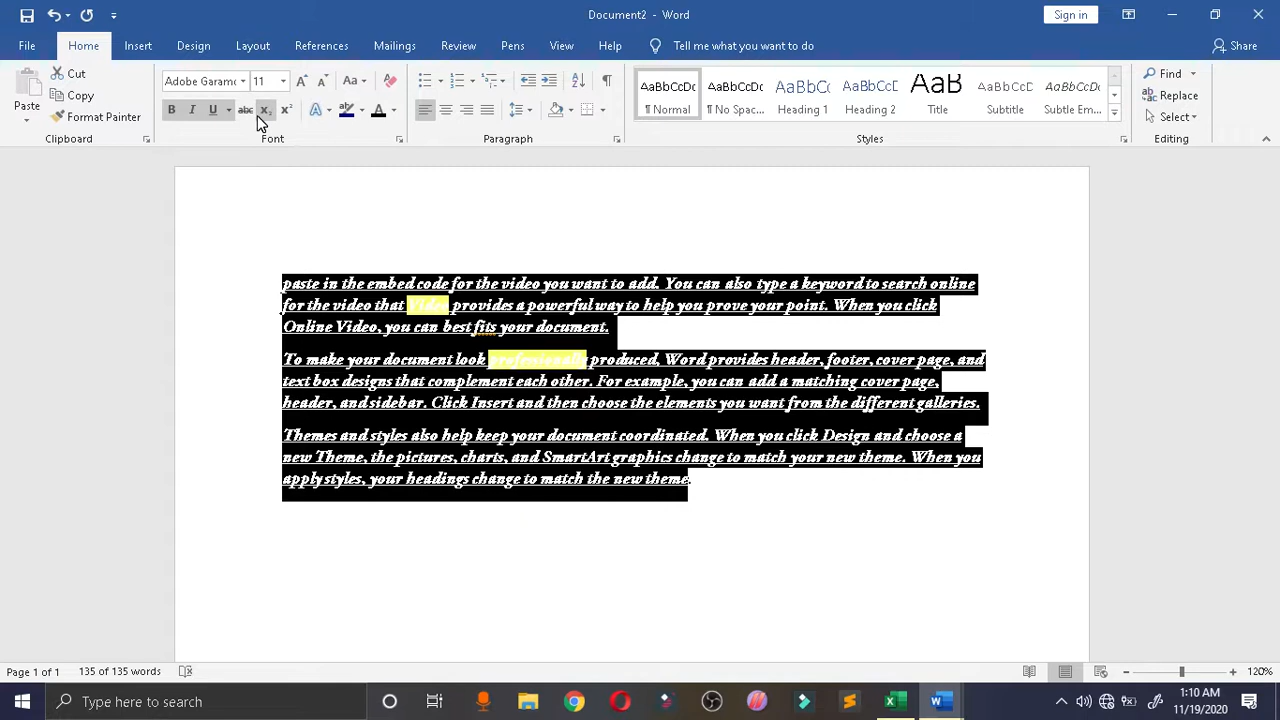 Document2 - Word
Sign in
File Home Insert Design Layout References Mailings Review Pens View Help Tell me what you want to do Share
Paste
Cut
Copy
Format Painter
Clipboard
Adobe Garamc 11
Font
Paragraph
AaBbCcDc AaBbCcDc AaBbCcC AaBbCcD AaB AaBbCcD AaBbCcDt
¶ Normal ¶ No Spac... Heading 1 Heading 2 Title Subtitle Subtle Em...
Styles
Find
Replace
Select
Editing
paste in the embed code for the video you want to add. You can also type a keyword to search online
for the video that Video provides a powerful way to help you prove your point. When you click
Online Video, you can best fits your document.
To make your document look professionally produced, Word provides header, footer, cover page, and
text box designs that complement each other. For example, you can add a matching cover page,
header, and sidebar. Click Insert and then choose the elements you want from the different galleries.
Themes and styles also help keep your document coordinated. When you click Design and choose a
new Theme, the pictures, charts, and SmartArt graphics change to match your new theme. When you
apply styles, your headings change to match the new theme.
Page 1 of 1 135 of 135 words 120%
Type here to search
1:10 AM
11/19/2020